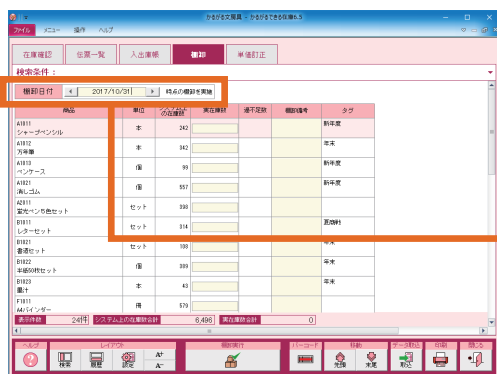 かるがる文房具 - かるがるできる在庫6.5
ファイル メニュー 操作 ヘルプ
在庫確認 伝票一覧 入出庫帳 棚卸 単価訂正
検索条件：
棚卸日付 2017/10/31 時点の棚卸を実施
商品 単位 の在庫数 実在庫数 過不足数 棚卸備考 タグ
A1011 新年度
シャープペンシル 本 242
A1012 年末
万年筆 本 342
A1013 新年度
ペンケース 個 99
A1021 新年度
消しゴム 個 557
A2011
蛍光ペン5色セット セット 398
B1011
レターセット セット 314
B1021 年末
書道セット セット 108
B1022 年末
半紙50枚セット 個 389
B1023 年末
墨汁 本 43
F1011
A4バインダー 冊 579
表示件数 24件 システム上の在庫数合計 6,496 実在庫数合計 0
ヘルプ レイアウト 棚卸実行 バーコード 移動 データ取込 印刷 閉じる
検索 履歴 設定 A+ A- 先頭 末尾 取込